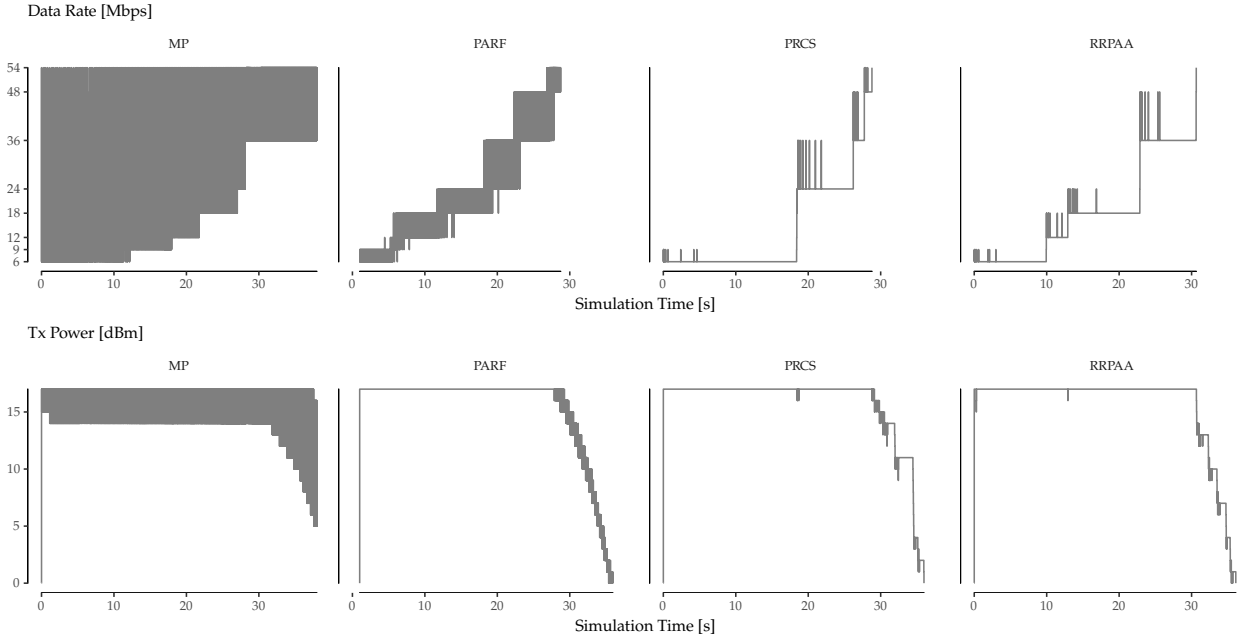 Data Rate [Mbps]
MP PARF PRCS RRPAA
54
48
36
24
18
12
9
6
0 10 20 30 0 10 20 30 0 10 20 30 0 10 20 30
Simulation Time [s]
Tx Power [dBm]
MP PARF PRCS RRPAA
15
10
5
0
0 10 20 30 0 10 20 30 0 10 20 30 0 10 20 30
Simulation Time [s]